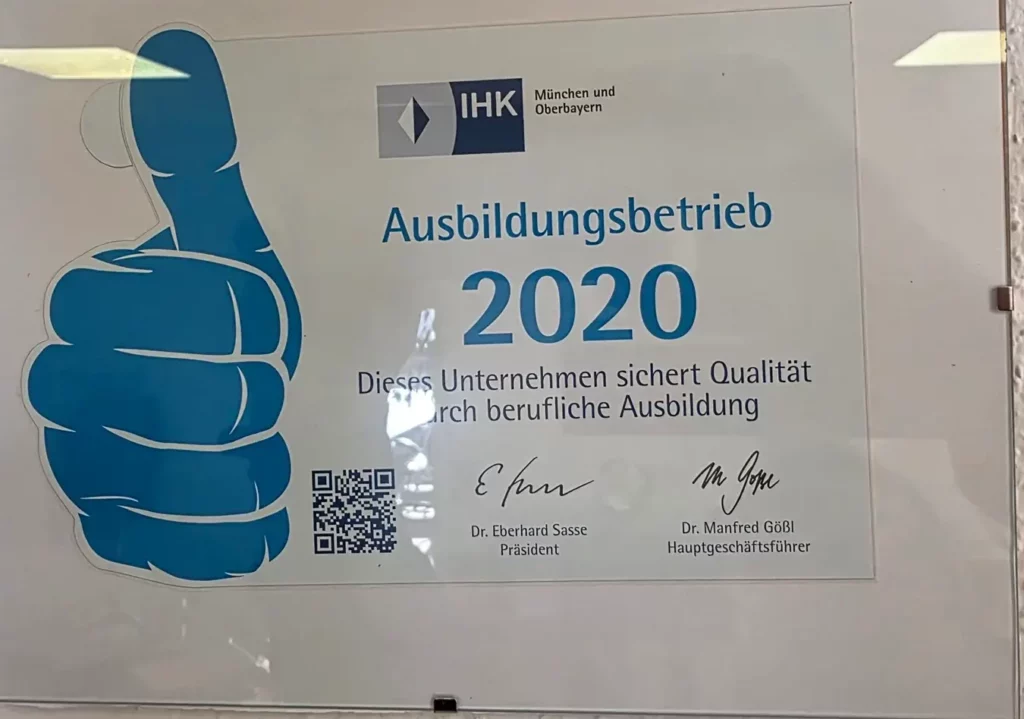 IHK
München und
Oberbayern
Ausbildungsbetrieb
2020
Dieses Unternehmen sichert Qualität
durch berufliche Ausbildung
Dr. Eberhard Sasse
Präsident
Dr. Manfred Gößl
Hauptgeschäftsführer